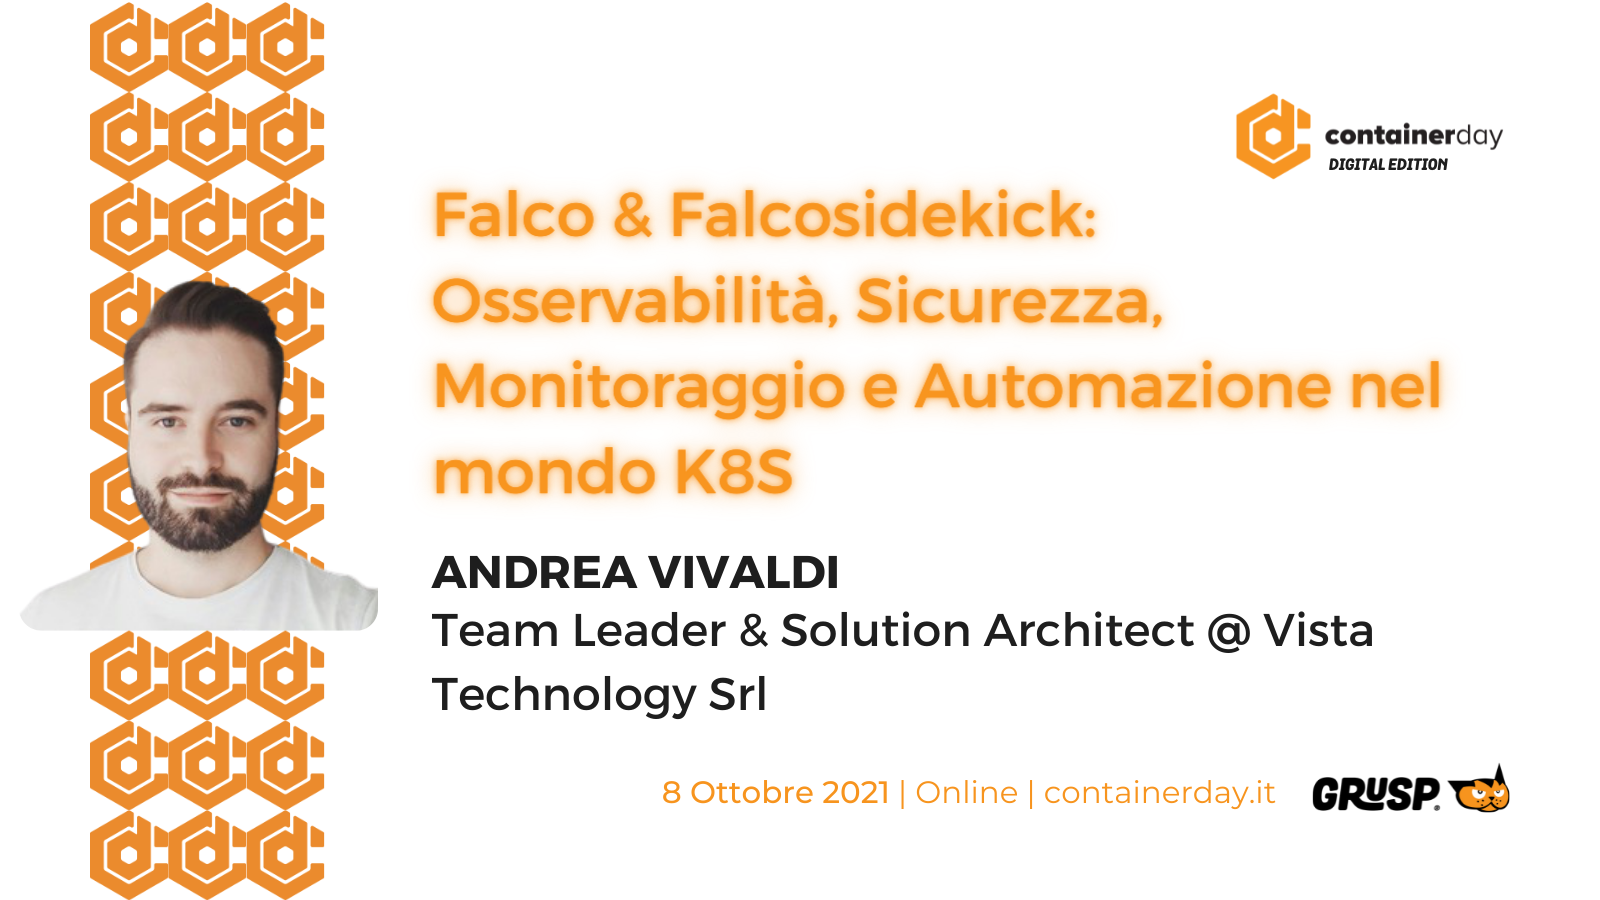 containerday
DIGITAL EDITION
Falco & Falcosidekick:
Osservabilità, Sicurezza,
Monitoraggio e Automazione nel
mondo K8S
ANDREA VIVALDI
Team Leader & Solution Architect @ Vista
Technology Srl
8 Ottobre 2021 | Online | containerday.it
GRUSP.